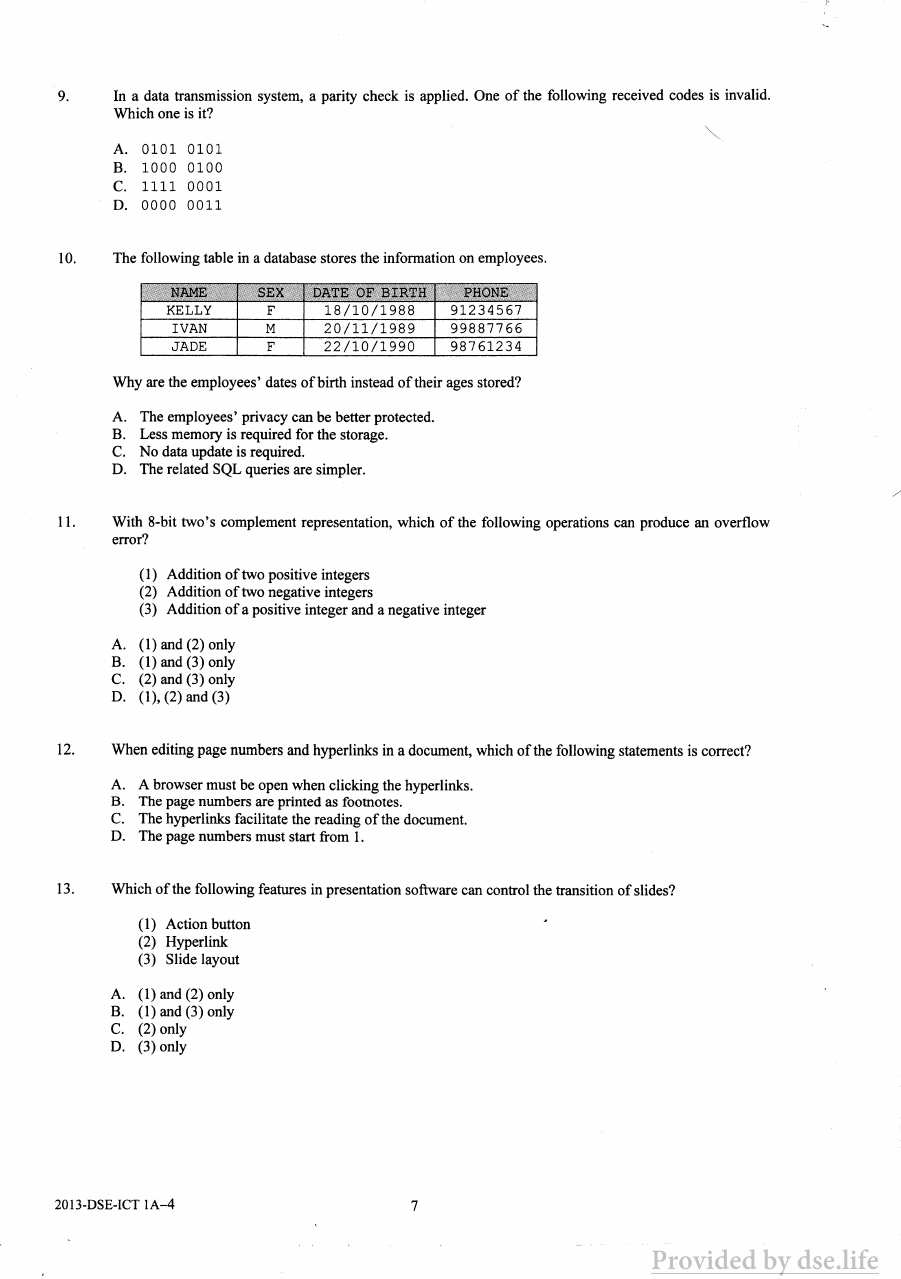 9. In a data transmission system, a parity check is applied. One of the following received codes is invalid.
Which one is it?
A. 0101 0101
B. 1000 0100
C. 1111 0001
D. 0000 0011
10. The following table in a database stores the information on employees.
NAME SEX DATE OF BIRTH PHONE
KELLY F 18/10/1988 91234567
IVAN M 20/11/1989 99887766
JADE F 22/10/1990 98761234
Why are the employees' dates of birth instead of their ages stored?
A. The employees' privacy can be better protected.
B. Less memory is required for the storage.
C. No data update is required.
D. The related SQL queries are simpler.
11. With 8-bit two's complement representation, which of the following operations can produce an overflow
error?
(1) Addition of two positive integers
(2) Addition of two negative integers
(3) Addition of a positive integer and a negative integer
A. (1) and (2) only
B. (1) and (3) only
C. (2) and (3) only
D. (1), (2) and (3)
12. When editing page numbers and hyperlinks in a document, which of the following statements is correct?
A. A browser must be open when clicking the hyperlinks.
B. The page numbers are printed as footnotes.
C. The hyperlinks facilitate the reading of the document.
D. The page numbers must start from 1.
13. Which of the following features in presentation software can control the transition of slides?
(1) Action button
(2) Hyperlink
(3) Slide layout
A. (1) and (2) only
B. (1) and (3) only
C. (2) only
D. (3) only
2013-DSE-ICT 1A–4 7
Provided by dse.life